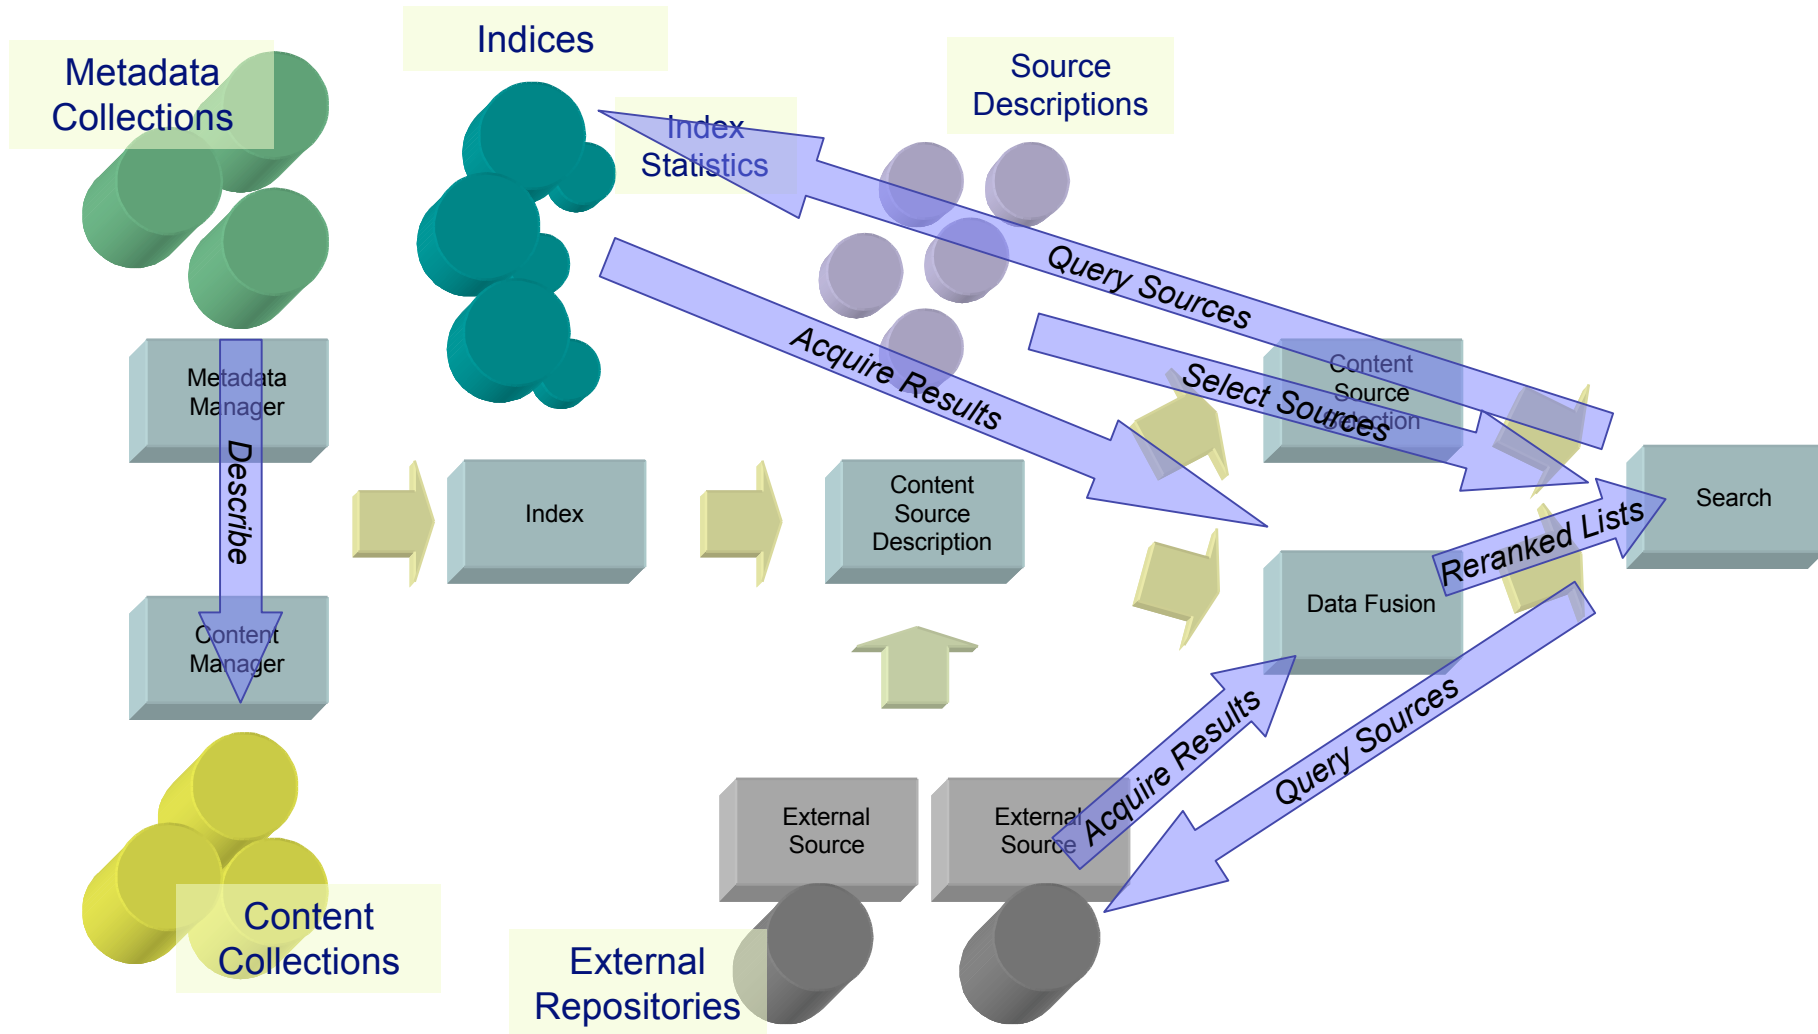 Metadata
Collections
Indices
Index
Statistics
Source
Descriptions
Query Sources
Acquire Results
Select Sources
Metadata
Manager
Describe
Content
Manager
Index
Content
Source
Description
Content
Source
Selection
Search
Reranked Lists
Data Fusion
Acquire Results
Query Sources
External
Source
External
Source
Content
Collections
External
Repositories